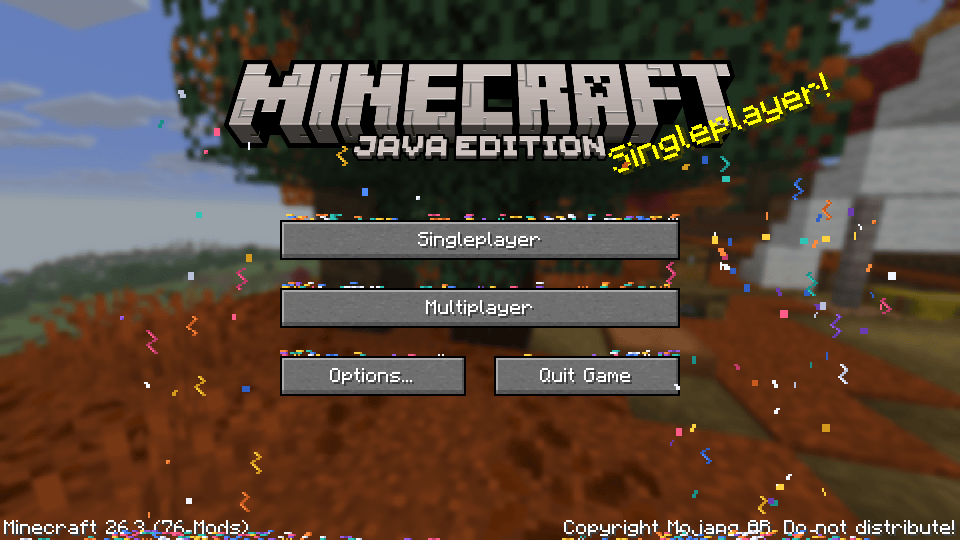 MINECRAFT
JAVA EDITION
Singleplayer!
Singleplayer
Multiplayer
Options...
Quit Game
Minecraft 26.3 (76 Mods)
Copyright Mojang AB. Do not distribute!